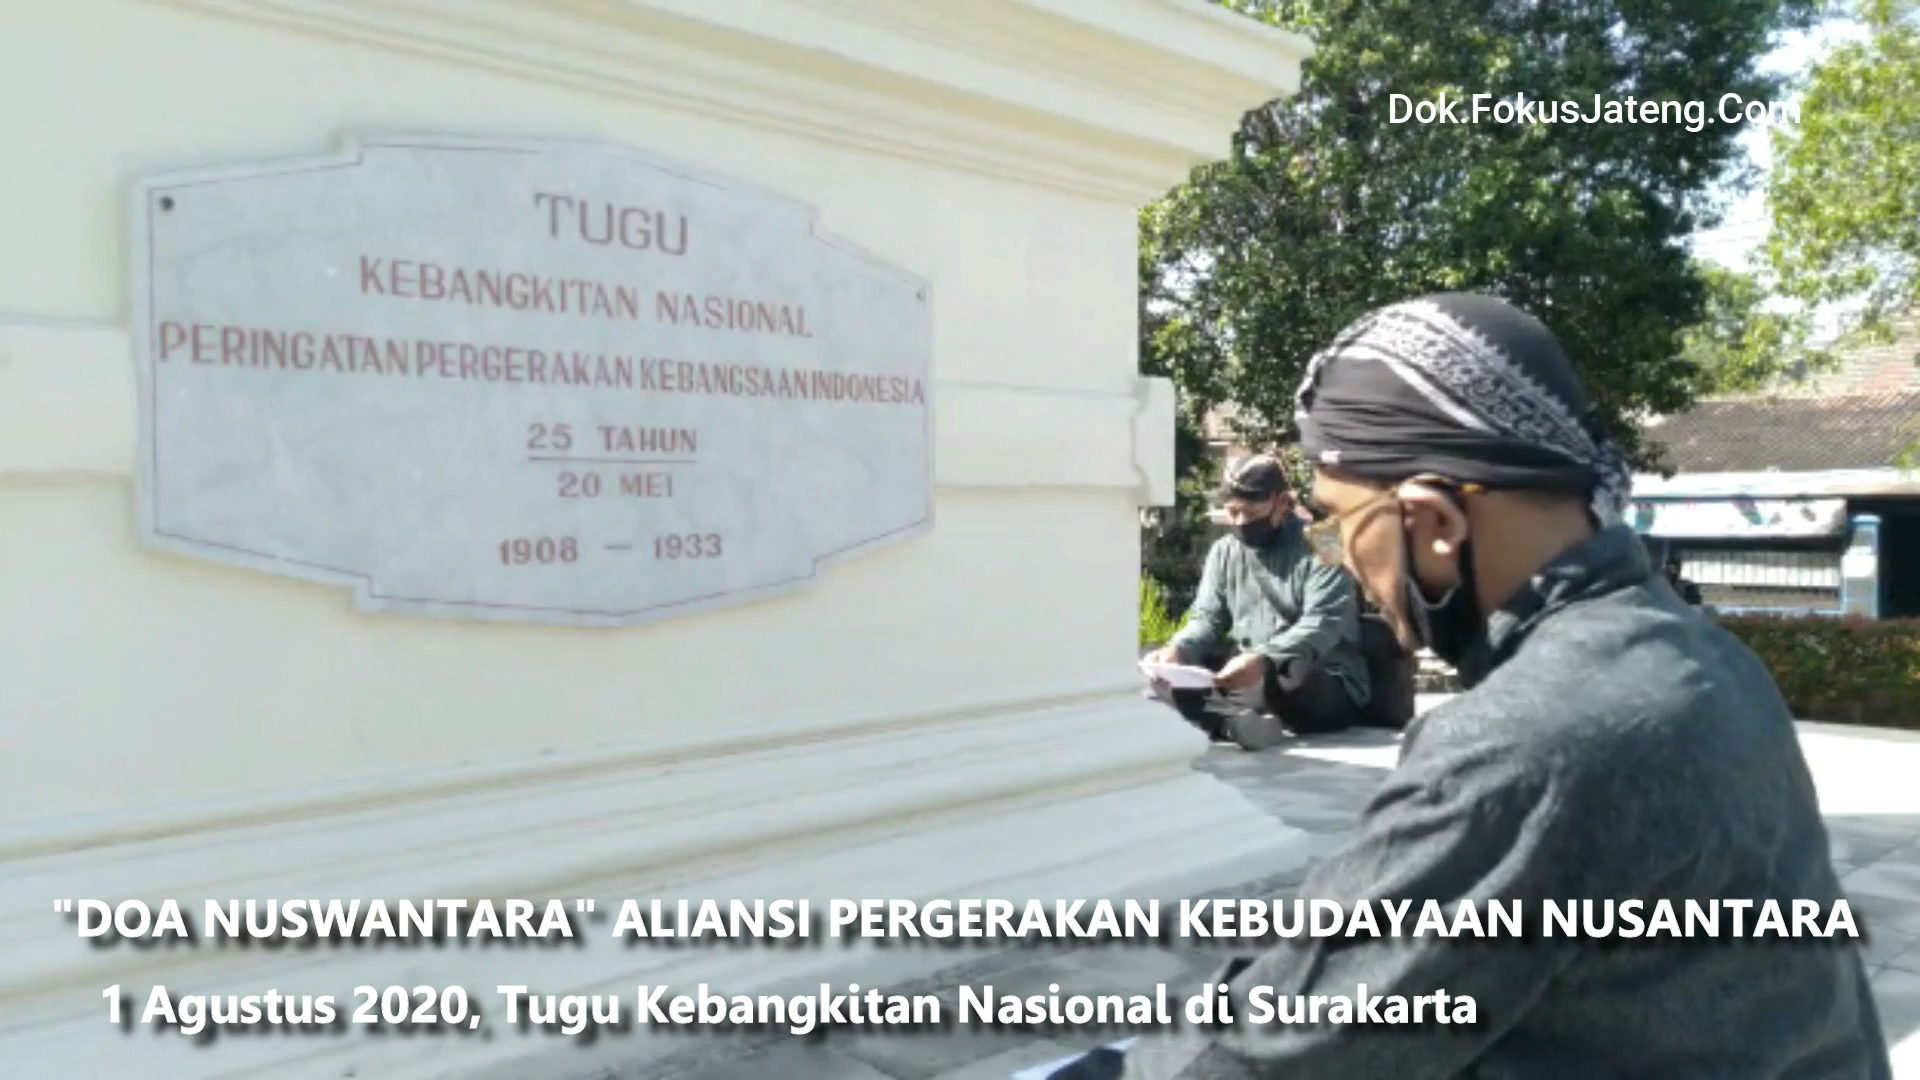 Dok.FokusJateng.Com
TUGU
KEBANGKITAN NASIONAL
PERINGATAN PERGERAKAN KEBANGSAAN INDONESIA
25 TAHUN
20 MEI
1908 — 1933
"DOA NUSWANTARA" ALIANSI PERGERAKAN KEBUDAYAAN NUSANTARA
1 Agustus 2020, Tugu Kebangkitan Nasional di Surakarta